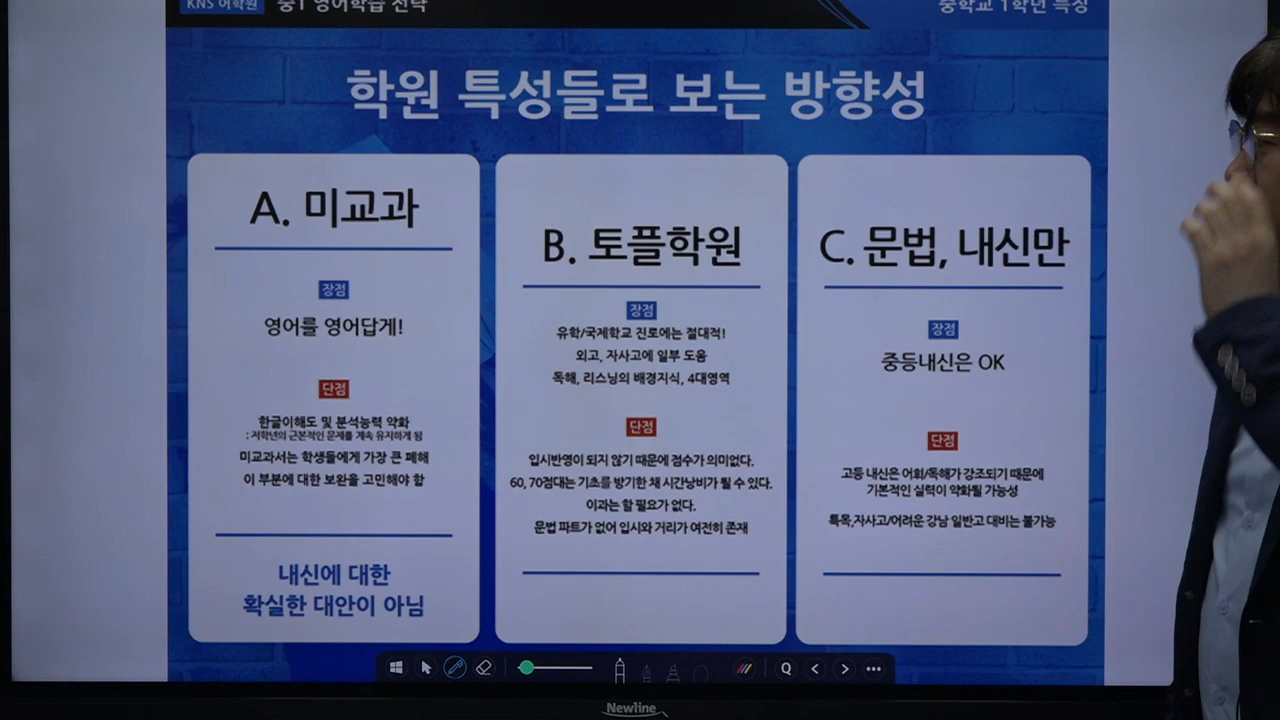 KNS 어학원 중1 영어학습 전략
중학교 1학년 특징
학원 특성들로 보는 방향성
A. 미교과
장점
영어를 영어답게!
단점
한글이해도 및 분석능력 약화
: 저학년의 근본적인 문제를 계속 유지하게 됨
미교과서는 학생들에게 가장 큰 폐해
이 부분에 대한 보완을 고민해야 함
내신에 대한
확실한 대안이 아님
B. 토플학원
장점
유학/국제학교 진로에는 절대적!
외고, 자사고에 일부 도움
독해, 리스닝의 배경지식, 4대영역
단점
입시반영이 되지 않기 때문에 점수가 의미없다.
60, 70점대는 기초를 방기한 채 시간낭비가 될 수 있다.
이과는 할 필요가 없다.
문법 파트가 없어 입시와 거리가 여전히 존재
C. 문법, 내신만
장점
중등내신은 OK
단점
고등 내신은 어휘/독해가 강조되기 때문에
기본적인 실력이 약화될 가능성
특목,자사고/어려운 강남 일반고 대비는 불가능
Newline